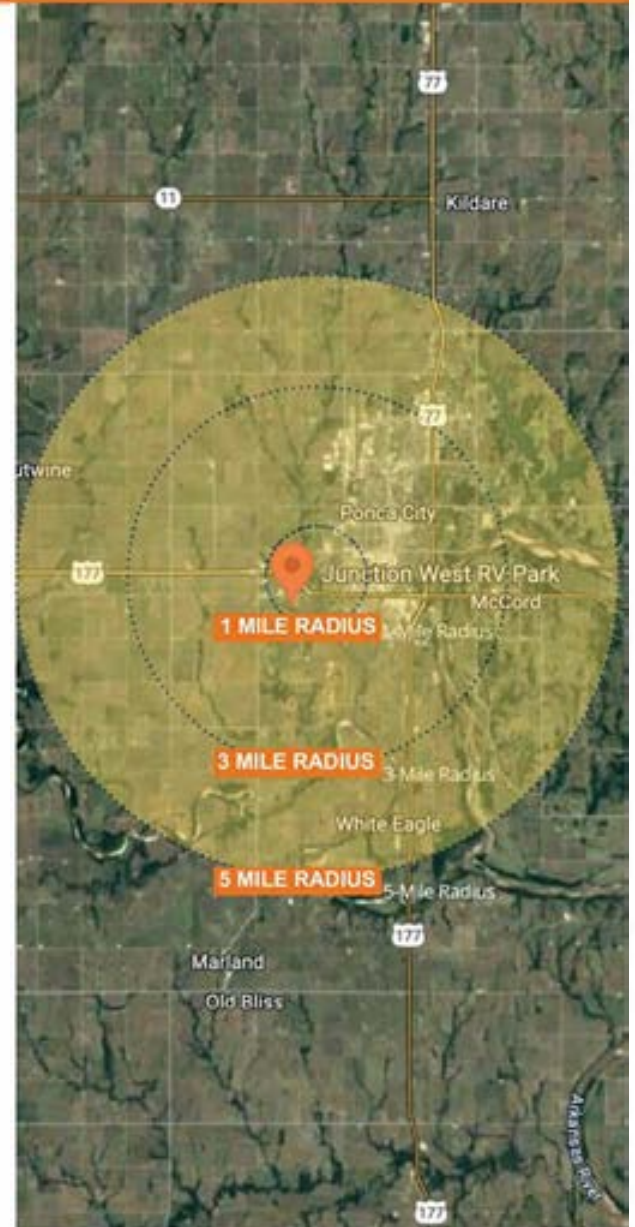 77
11
Kildare
77
utwine
Ponca City
177
Junction West RV Park
McCord
1 MILE RADIUS
Mile Radius
3 MILE RADIUS
3-Mile Radius
White Eagle
5 MILE RADIUS
5-Mile Radius
177
Marland
Old Bliss
Arkansas River
177